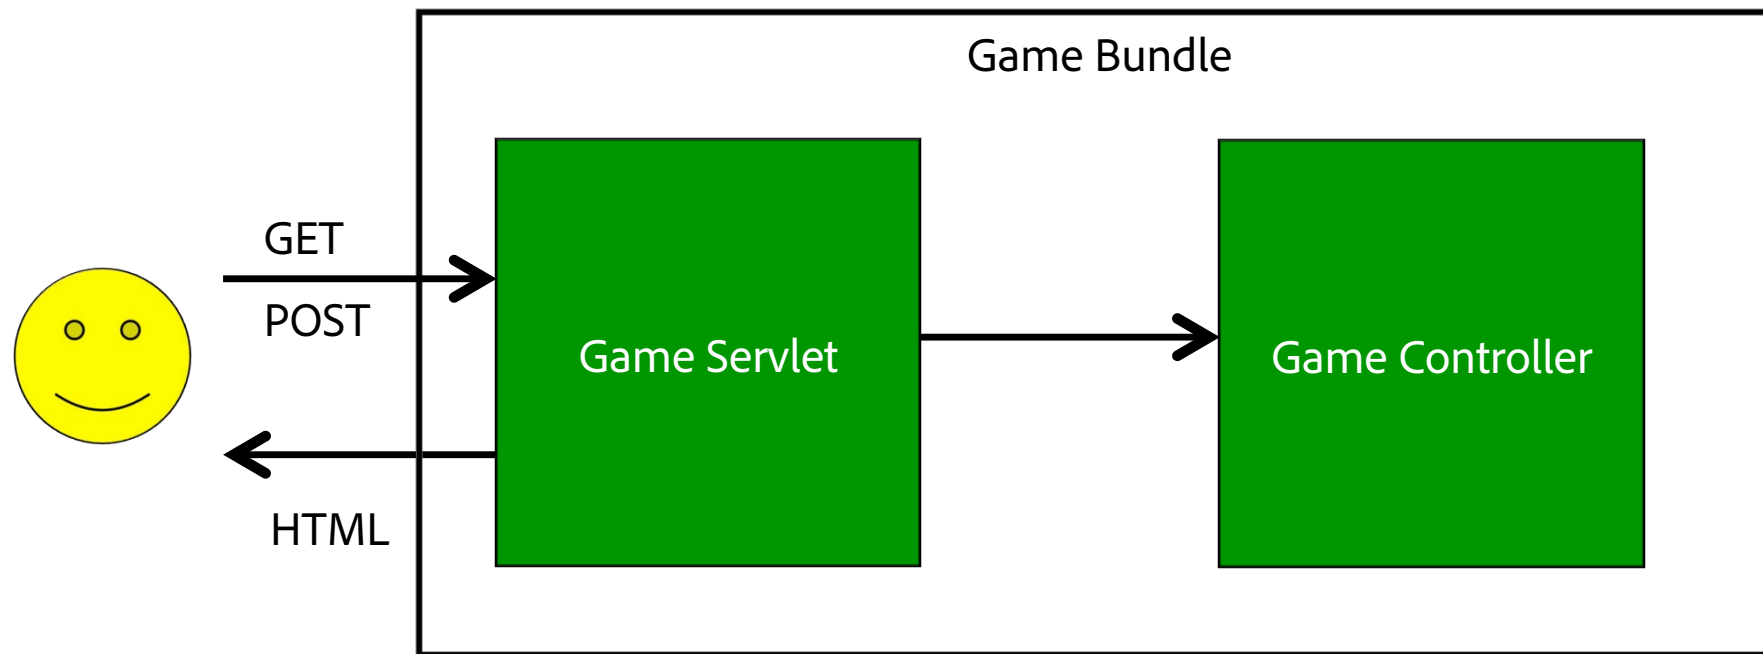 Game Bundle
GET
POST
Game Servlet
Game Controller
HTML